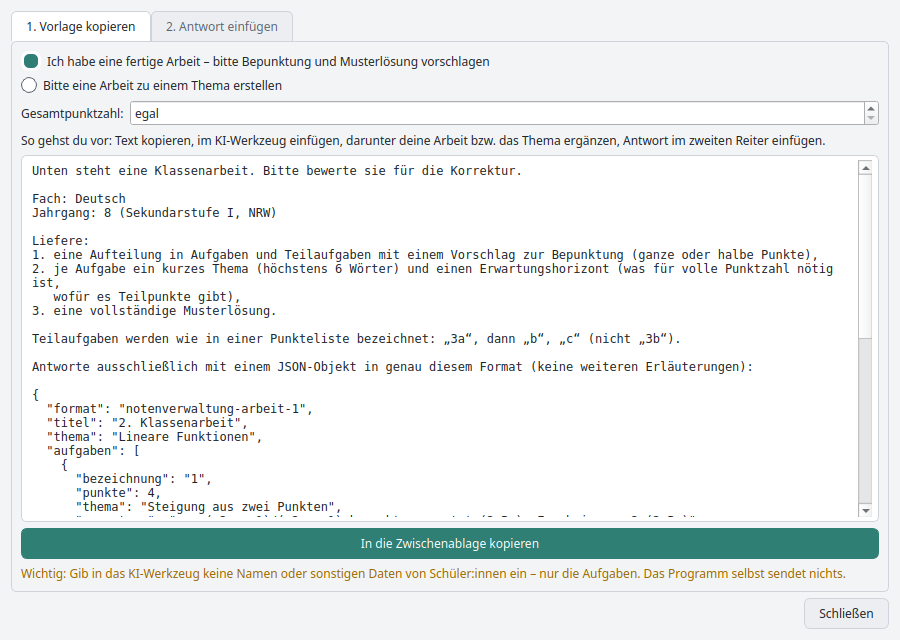 1. Vorlage kopieren
2. Antwort einfügen
Ich habe eine fertige Arbeit – bitte Bepunktung und Musterlösung vorschlagen
Bitte eine Arbeit zu einem Thema erstellen
Gesamtpunktzahl: egal
So gehst du vor: Text kopieren, im KI-Werkzeug einfügen, darunter deine Arbeit bzw. das Thema ergänzen, Antwort im zweiten Reiter einfügen.
Unten steht eine Klassenarbeit. Bitte bewerte sie für die Korrektur.
Fach: Deutsch
Jahrgang: 8 (Sekundarstufe I, NRW)
Liefere:
1. eine Aufteilung in Aufgaben und Teilaufgaben mit einem Vorschlag zur Bepunktung (ganze oder halbe Punkte),
2. je Aufgabe ein kurzes Thema (höchstens 6 Wörter) und einen Erwartungshorizont (was für volle Punktzahl nötig
ist,
wofür es Teilpunkte gibt),
3. eine vollständige Musterlösung.
Teilaufgaben werden wie in einer Punkteliste bezeichnet: „3a“, dann „b“, „c“ (nicht „3b“).
Antworte ausschließlich mit einem JSON-Objekt in genau diesem Format (keine weiteren Erläuterungen):
{
"format": "notenverwaltung-arbeit-1",
"titel": "2. Klassenarbeit",
"thema": "Lineare Funktionen",
"aufgaben": [
{
"bezeichnung": "1",
"punkte": 4,
"thema": "Steigung aus zwei Punkten",
In die Zwischenablage kopieren
Wichtig: Gib in das KI-Werkzeug keine Namen oder sonstigen Daten von Schüler:innen ein – nur die Aufgaben. Das Programm selbst sendet nichts.
Schließen